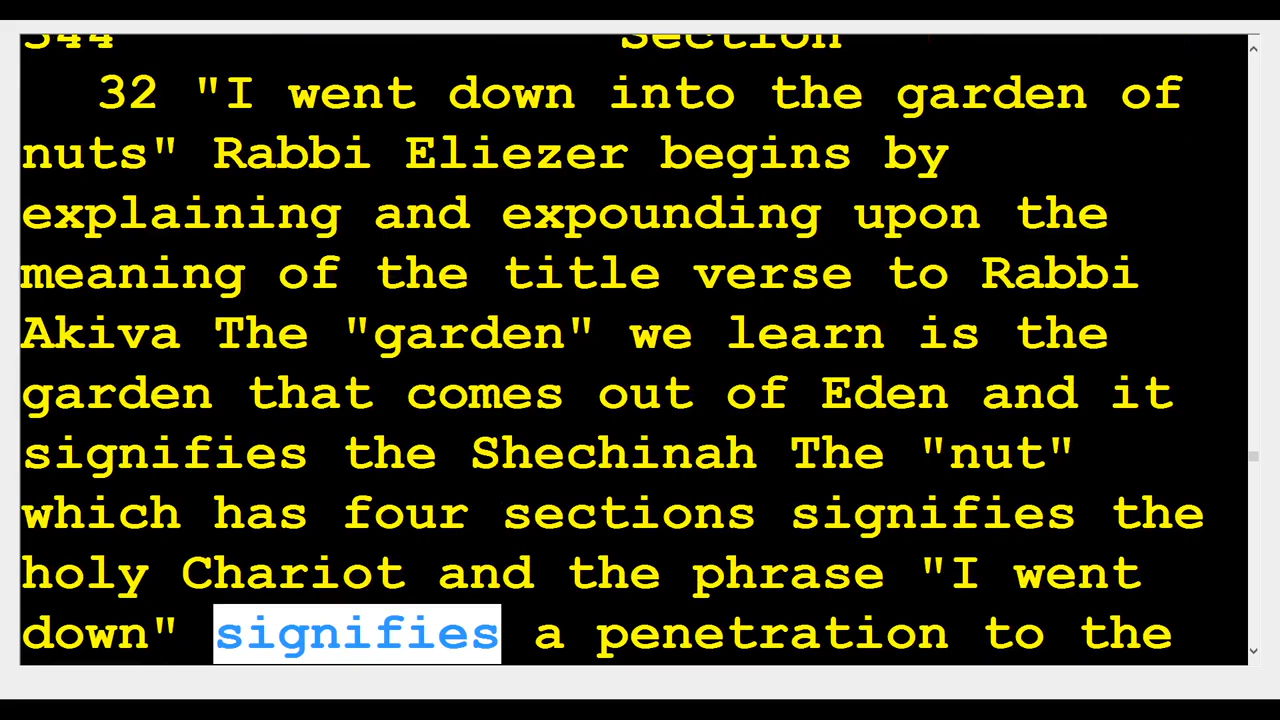 344 Section
32 "I went down into the garden of
nuts" Rabbi Eliezer begins by
explaining and expounding upon the
meaning of the title verse to Rabbi
Akiva The "garden" we learn is the
garden that comes out of Eden and it
signifies the Shechinah The "nut"
which has four sections signifies the
holy Chariot and the phrase "I went
down" signifies a penetration to the